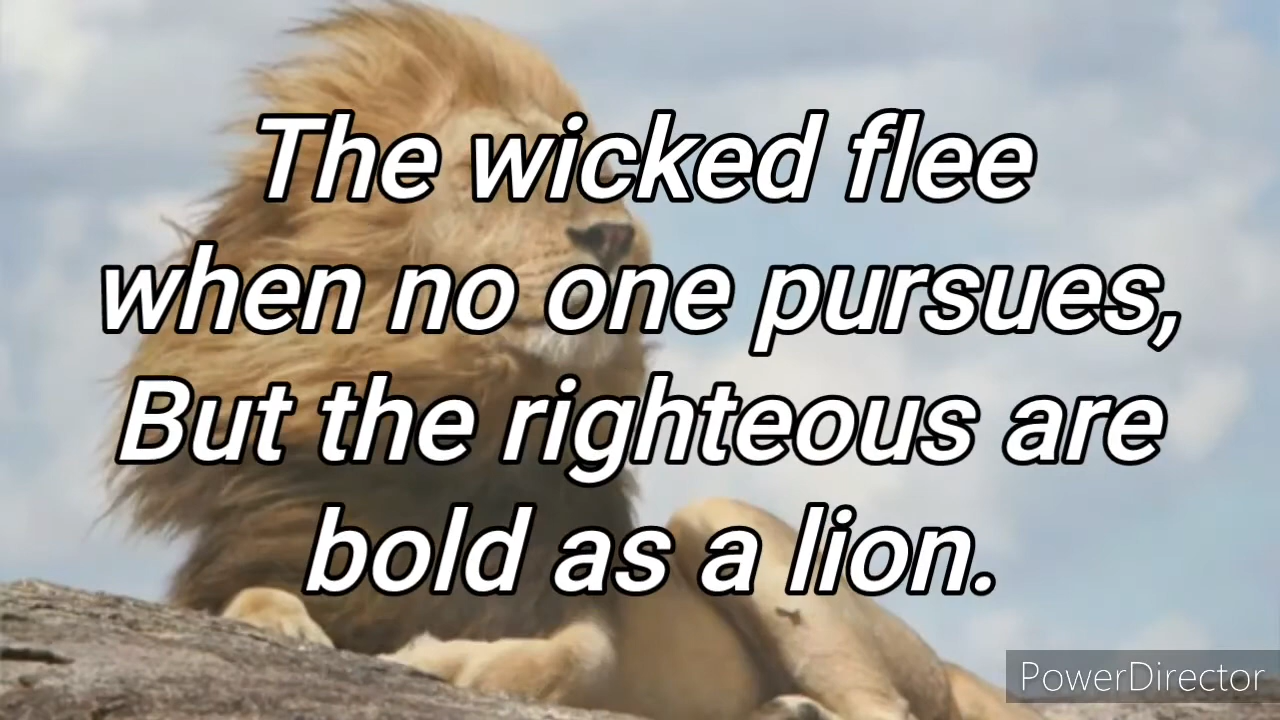 The wicked flee
when no one pursues,
But the righteous are
bold as a lion.
PowerDirector